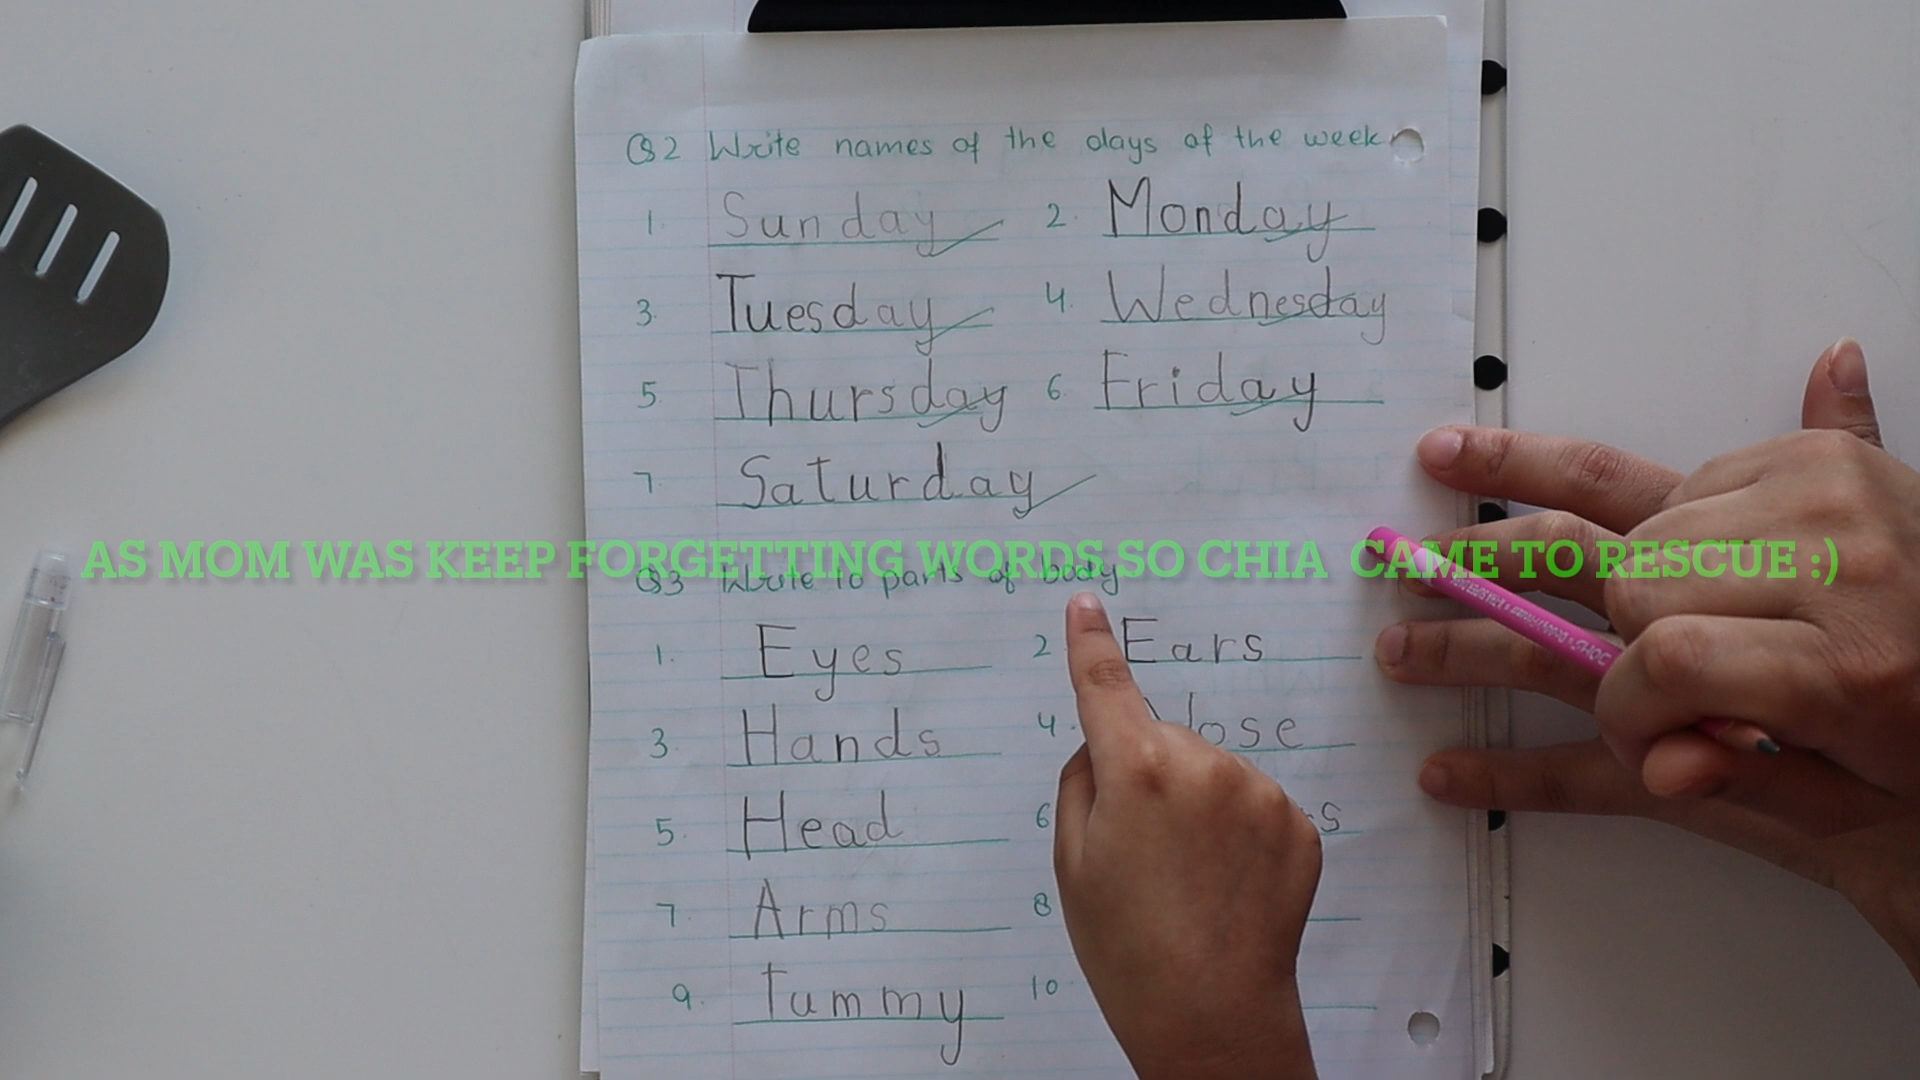 Q2 Write names of the days of the week
1. Sunday 2. Monday
3. Tuesday 4. Wednesday
5. Thursday 6. Friday
7. Saturday
AS MOM WAS KEEP FORGETTING WORDS SO CHIA CAME TO RESCUE :)
Q3 Write 10 parts of body
1. Eyes 2 Ears
3. Hands 4. Nose
5. Head 6
7. Arms 8
9. Tummy 10